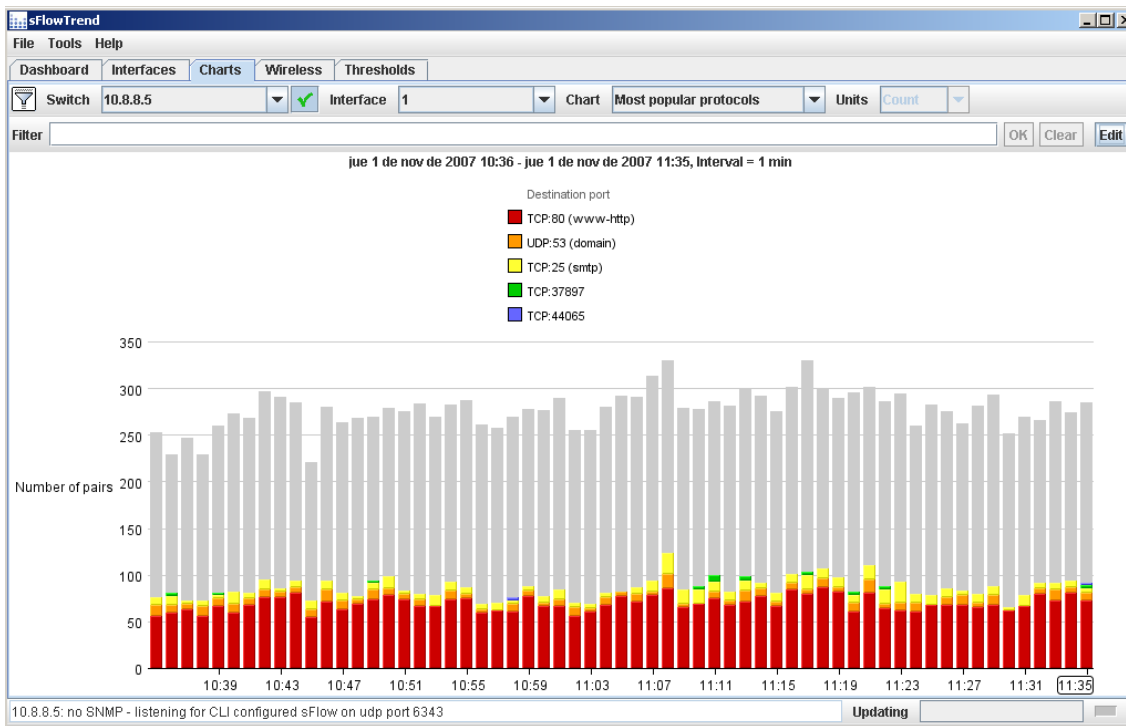 sFlowTrend
File Tools Help
Dashboard Interfaces Charts Wireless Thresholds
Switch 10.8.8.5 Interface 1 Chart Most popular protocols Units Count
Filter OK Clear Edit
jue 1 de nov de 2007 10:36 - jue 1 de nov de 2007 11:35, Interval = 1 min
Destination port
TCP:80 (www-http)
UDP:53 (domain)
TCP:25 (smtp)
TCP:37897
TCP:44065
350
300
250
Number of pairs 200
150
100
50
0
10:39 10:43 10:47 10:51 10:55 10:59 11:03 11:07 11:11 11:15 11:19 11:23 11:27 11:31 11:35
10.8.8.5: no SNMP - listening for CLI configured sFlow on udp port 6343 Updating